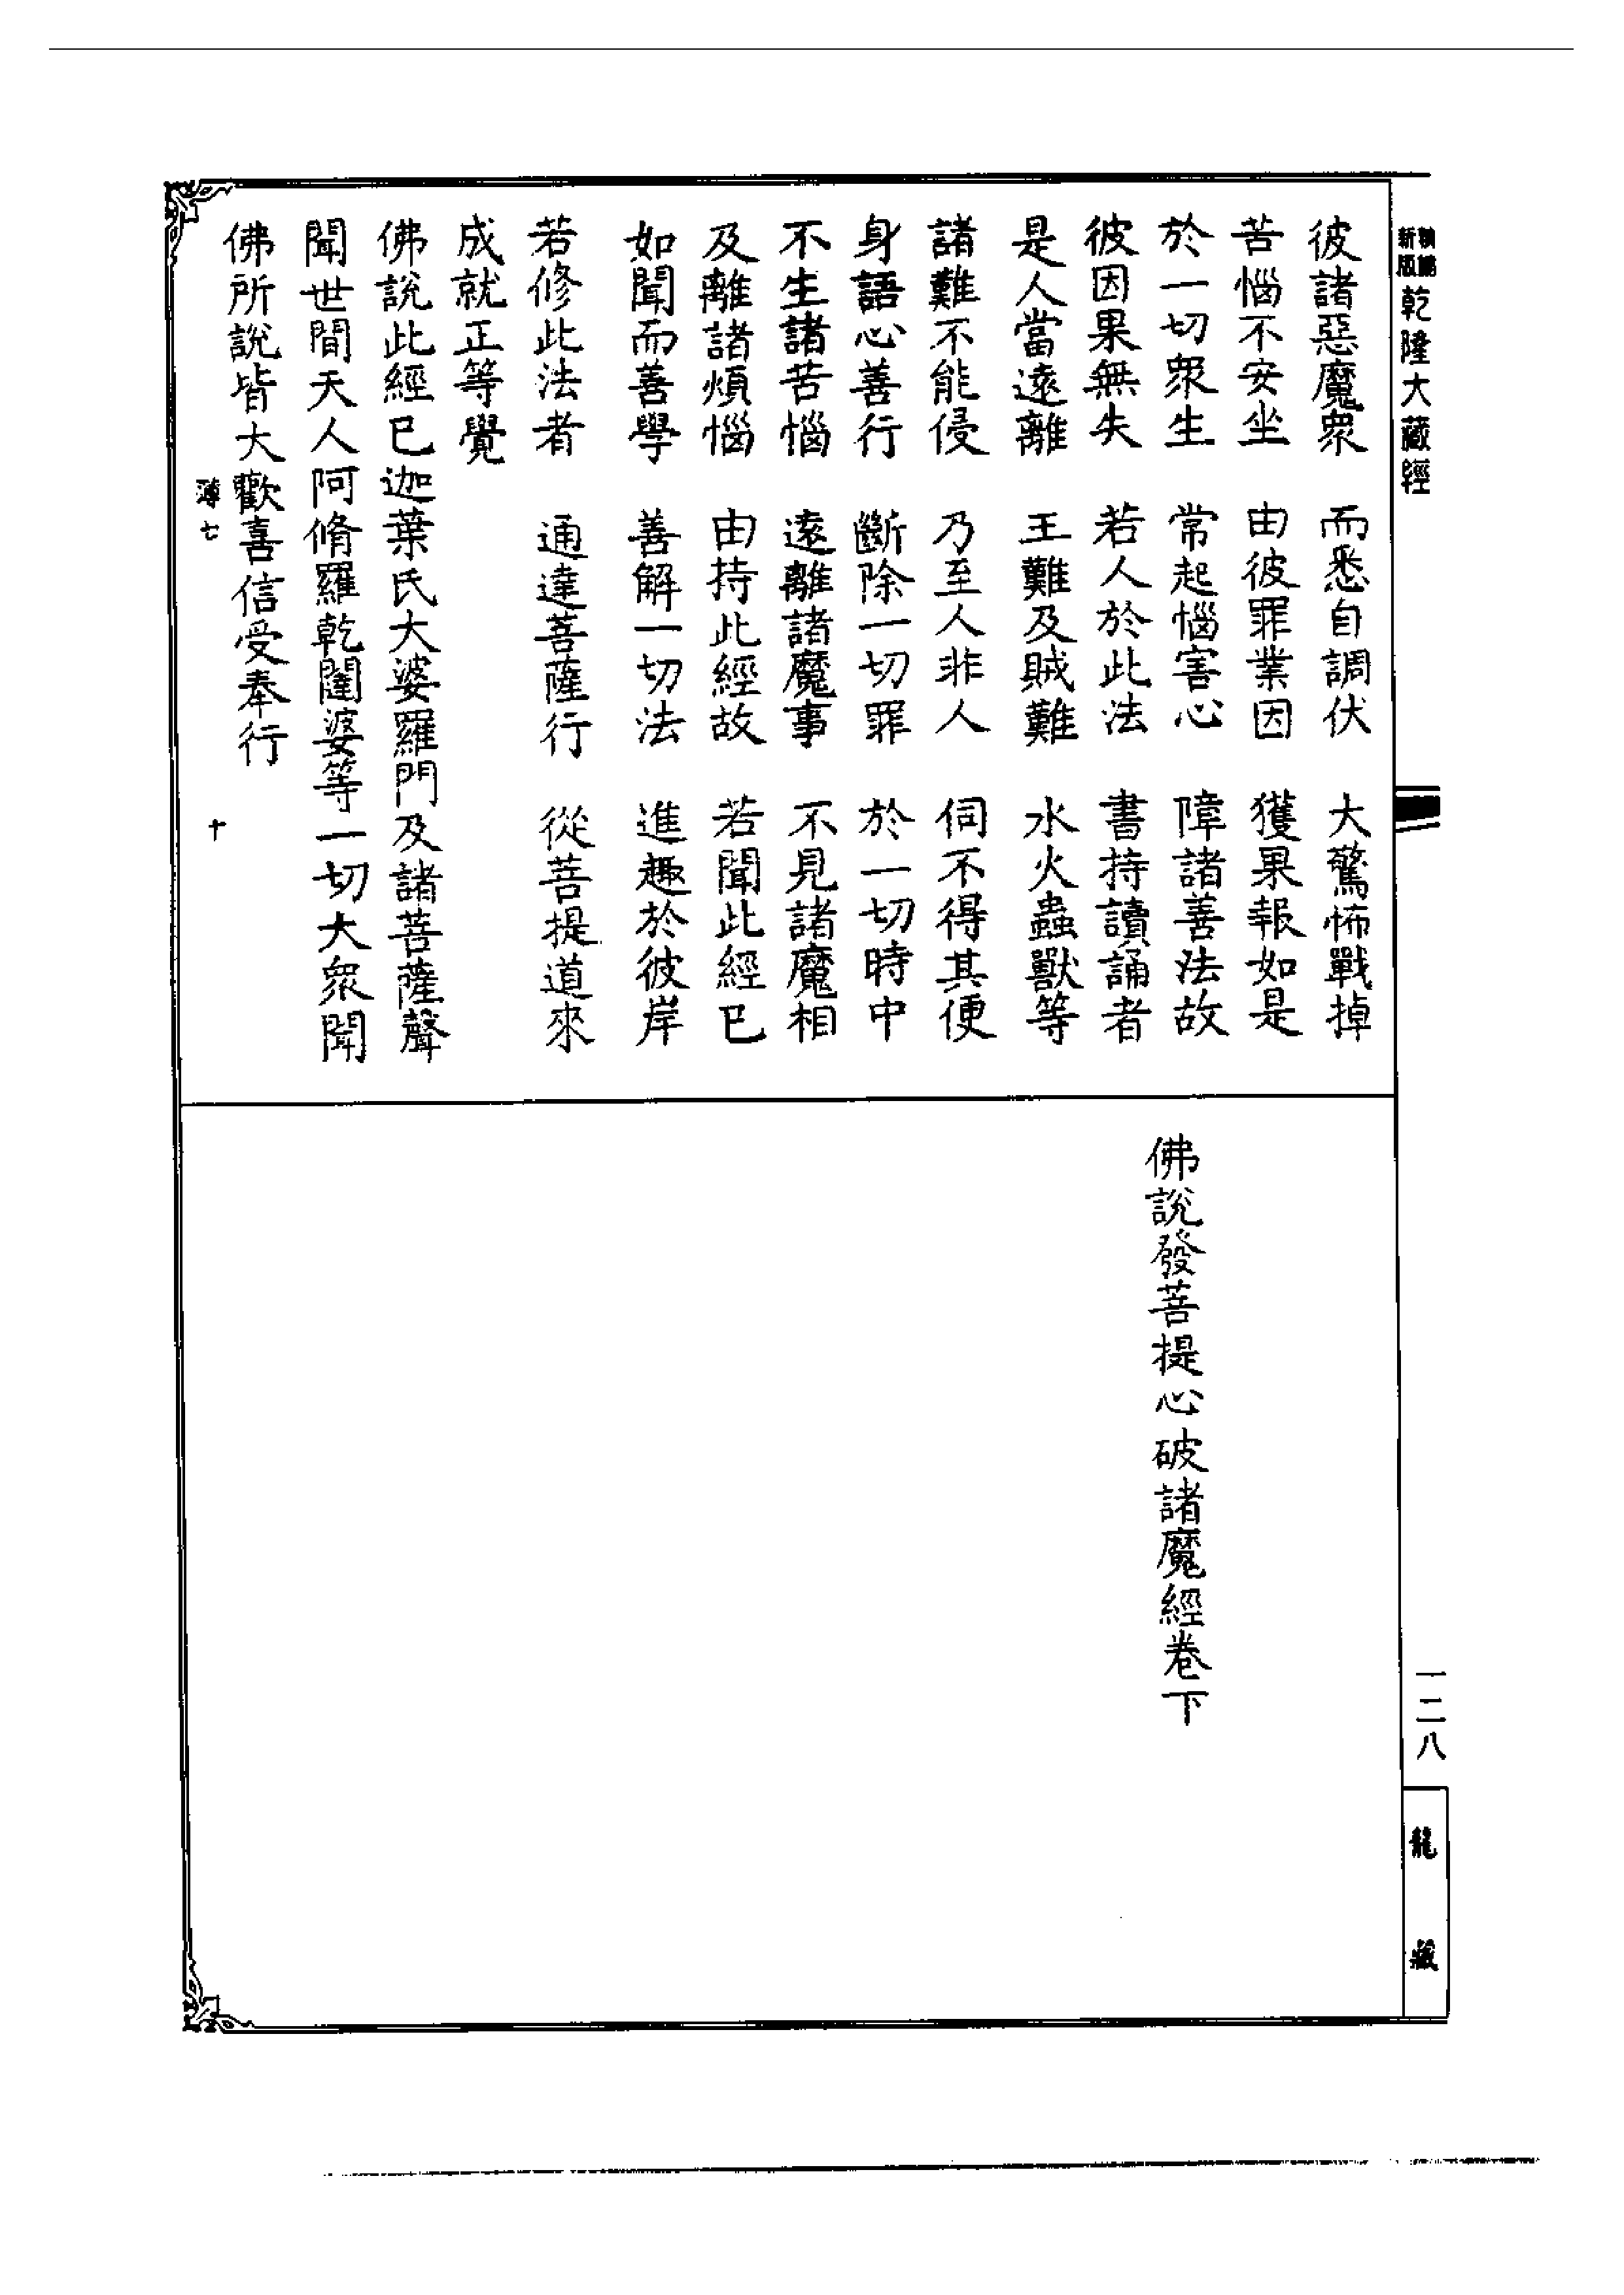 新版
乾隆大藏經
彼諸惡魔眾　而悉自調伏　大驚怖戰掉
苦惱不安坐　由彼罪業因　獲果報如是
於一切眾生　常起惱害心　障諸善法故
彼因果無失　若人於此法　書持讀誦者
是人當遠離　王難及賊難　水火蟲獸等
諸難不能侵　乃至人非人　伺不得其便
身語心善行　斷除一切罪　於一切時中
不生諸苦惱　遠離諸魔事　不見諸魔相
及離諸煩惱　由持此經故　若聞此經已
如聞而善學　善解一切法　進趣於彼岸
若修此法者　通達菩薩行　從菩提道來
成就正等覺
佛說此經已迦葉氏大婆羅門及諸菩薩聲
聞世間天人阿脩羅乾闥婆等一切大眾聞
佛所說皆大歡喜信受奉行
薄七　十
佛說發菩提心破諸魔經卷下
一二八
龍藏